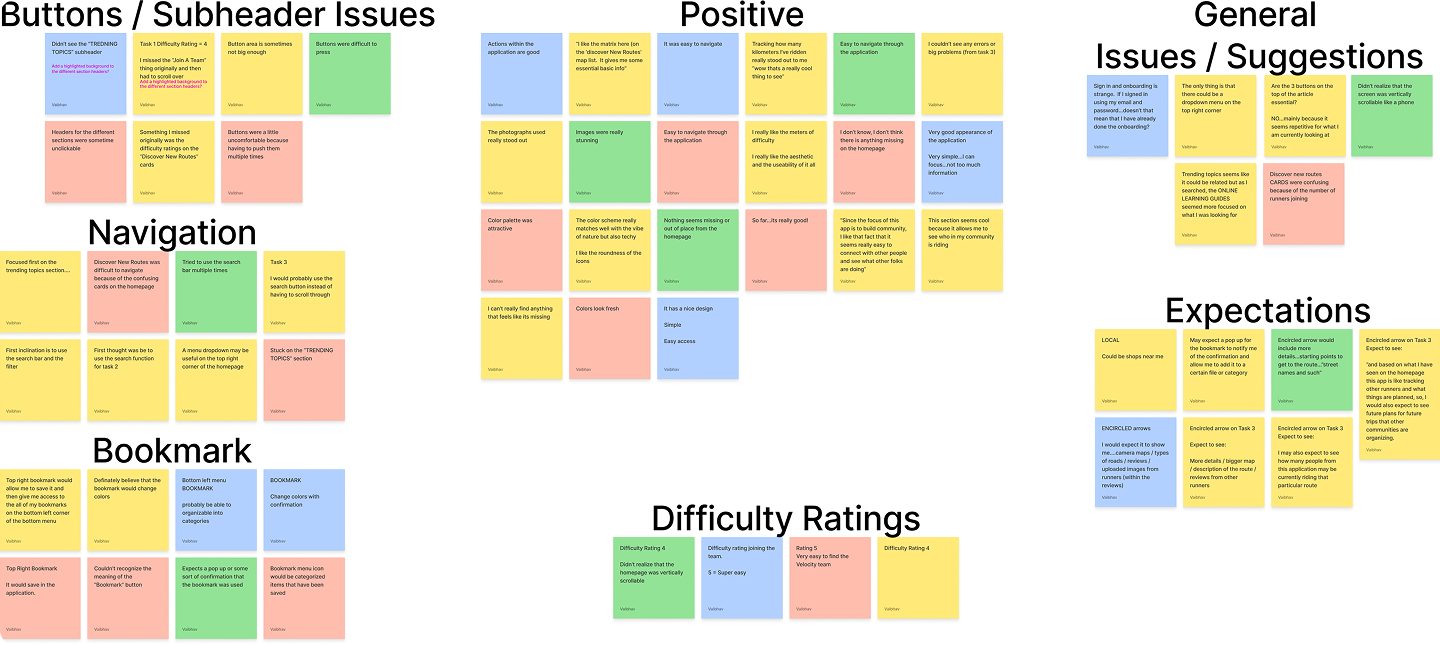 Buttons / Subheader Issues
Didn't see the "TREDNING
TOPICS" subheader
Add a highlighted background to
the different section headers?
Vaibhav
Task 1 Difficulty Rating = 4
I missed the "Join A Team"
thing originally and then
had to scroll over
Add a highlighted background to
the different section headers?
Vaibhav
Button area is sometimes
not big enough
Vaibhav
Buttons were difficult to
press
Vaibhav
Headers for the different
sections were sometime
unclickable
Vaibhav
Something I missed
originally was the
difficulty ratings on the
"Discover New Routes"
cards
Vaibhav
Buttons were a little
uncomfortable because
having to push them
multiple times
Vaibhav
Navigation
Focused first on the
trending topics section....
Vaibhav
Discover New Routes was
difficult to navigate
because of the confusing
cards on the homepage
Vaibhav
Tried to use the search
bar multiple times
Vaibhav
Task 3
I would probably use the
search button instead of
having to scroll through
Vaibhav
First inclination is to use
the search bar and the
filter
Vaibhav
First thought was be to
use the search function
for task 2
Vaibhav
A menu dropdown may be
useful on the top right
corner of the homepage
Vaibhav
Stuck on the "TRENDING
TOPICS" section
Vaibhav
Bookmark
Top right bookmark would
allow me to save it and
then give me access to
the all of my bookmarks
on the bottom left corner
of the bottom menu
Vaibhav
Definately believe that the
bookmark would change
colors
Vaibhav
Bottom left menu
BOOKMARK
probably be able to
organizable into
categories
Vaibhav
BOOKMARK
Change colors with
confirmation
Vaibhav
Top Right Bookmark
It would save in the
application.
Vaibhav
Couldn't recognize the
meaning of the
"Bookmark" button
Vaibhav
Expects a pop up or some
sort of confirmation that
the bookmark was used
Vaibhav
Bookmark menu icon
would be categorized
items that have been
saved
Vaibhav
Positive
Actions within the
application are good
Vaibhav
"I like the matrix here (on
the 'discover New Routes'
map list. it gives me some
essential basic info"
Vaibhav
It was easy to navigate
Vaibhav
Tracking how many
kilometers I've ridden
really stood out to me
"wow thats a really cool
thing to see"
Vaibhav
Easy to navigate through
the application
Vaibhav
I couldn't see any errors or
big problems (from task 3)
Vaibhav
The photographs used
really stood out
Vaibhav
Images were really
stunning
Vaibhav
Easy to navigate through
the application
Vaibhav
I really like the meters of
difficulty
I really like the aesthetic
and the useability of it all
Vaibhav
I don't know, I don't think
there is anything missing
on the homepage
Vaibhav
Very good appearance of
the application
Very simple...I can
focus...not too much
information
Vaibhav
Color palette was
attractive
Vaibhav
The color scheme really
matches well with the vibe
of nature but also techy
I like the roundness of the
icons
Vaibhav
Nothing seems missing or
out of place from the
homepage
Vaibhav
So far...its really good!
Vaibhav
"Since the focus of this
app is to build community,
I like that fact that it
seems really easy to
connect with other people
and see what other folks
are doing"
Vaibhav
This section seems cool
because it allows me to
see who in my community
is riding
Vaibhav
I can't really find anything
that feels like its missing
Vaibhav
Colors look fresh
Vaibhav
It has a nice design
Simple
Easy access
Vaibhav
Difficulty Ratings
Difficulty Rating 4
Didn't realize that the
homepage was vertically
scrollable
Vaibhav
Difficulty rating joining the
team.
5 = Super easy
Vaibhav
Rating 5
Very easy to find the
Velocity team
Vaibhav
Difficulty Rating 4
Vaibhav
General
Issues / Suggestions
Sign in and onboarding is
strange. If I signed in
using my email and
password...doesn't that
mean that I have already
done the onboarding?
Vaibhav
The only thing is that
there could be a
dropdown menu on the
top right corner
Vaibhav
Are the 3 buttons on the
top of the article
essential?
NO...mainly because it
seems repetitive for what I
am currently looking at
Vaibhav
Didn't realize that the
screen was vertically
scrollable like a phone
Vaibhav
Trending topics seems like
it could be related but as I
searched, the ONLINE
LEARNING GUIDES
seemed more focused on
what I was looking for
Vaibhav
Discover new routes
CARDS were confusing
because of the number of
runners joining
Vaibhav
Expectations
LOCAL
Could be shops near me
Vaibhav
May expect a pop up for
the bookmark to notify me
of the confirmation and
allow me to add it to a
certain file or category
Vaibhav
Encircled arrow would
include more
details...starting points to
get to the route..."street
names and such"
Vaibhav
Encircled arrow on Task 3
Expect to see:
"and based on what I have
seen on the homepage
this app is like tracking
other runners and what
things are planned, so, I
would also expect to see
future plans for future
trips that other
communities are
organizing.
Vaibhav
ENCIRCLED arrows
I would expect it to show
me....camera maps / types
of roads / reviews /
uploaded images from
runners (within the
reviews)
Vaibhav
Encircled arrow on Task 3
Expect to see:
More details / bigger map
/ description of the route /
reviews from other
runners
Vaibhav
Encircled arrow on Task 3
Expect to see:
I may also expect to see
how many people from
this application may be
currently riding that
particular route
Vaibhav